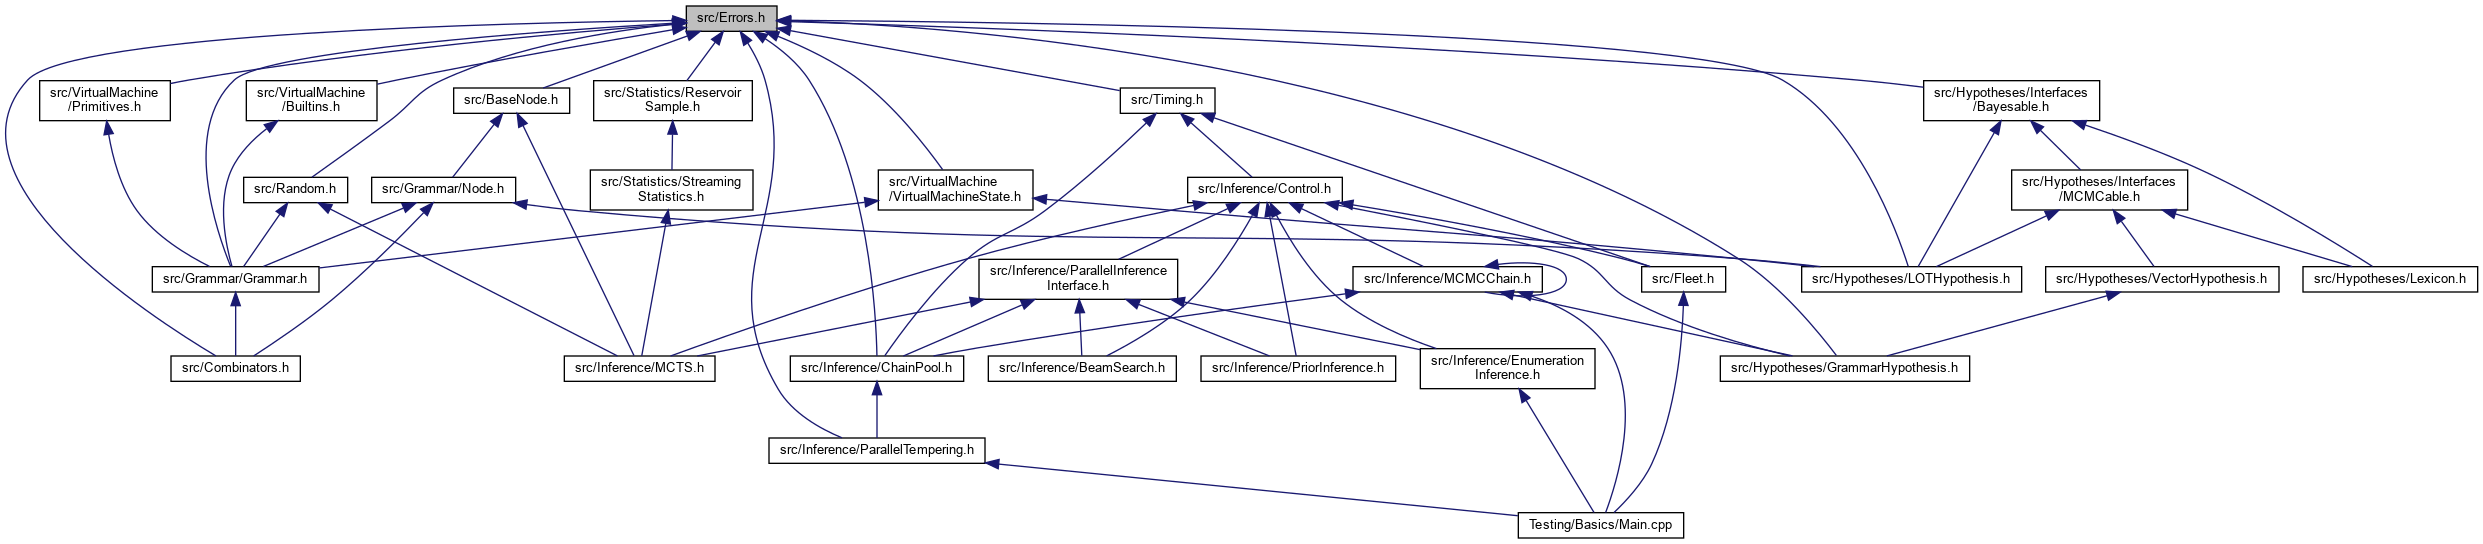 src/Errors.h
src/VirtualMachine
/Primitives.h
src/VirtualMachine
/Builtins.h
src/BaseNode.h
src/Statistics/Reservoir
Sample.h
src/Timing.h
src/Hypotheses/Interfaces
/Bayesable.h
src/Random.h
src/Grammar/Node.h
src/Statistics/Streaming
Statistics.h
src/VirtualMachine
/VirtualMachineState.h
src/Inference/Control.h
src/Hypotheses/Interfaces
/MCMCable.h
src/Grammar/Grammar.h
src/Inference/ParallelInference
Interface.h
src/Inference/MCMCChain.h
src/Fleet.h
src/Hypotheses/LOTHypothesis.h
src/Hypotheses/VectorHypothesis.h
src/Hypotheses/Lexicon.h
src/Combinators.h
src/Inference/MCTS.h
src/Inference/ChainPool.h
src/Inference/BeamSearch.h
src/Inference/PriorInference.h
src/Inference/Enumeration
Inference.h
src/Hypotheses/GrammarHypothesis.h
src/Inference/ParallelTempering.h
Testing/Basics/Main.cpp